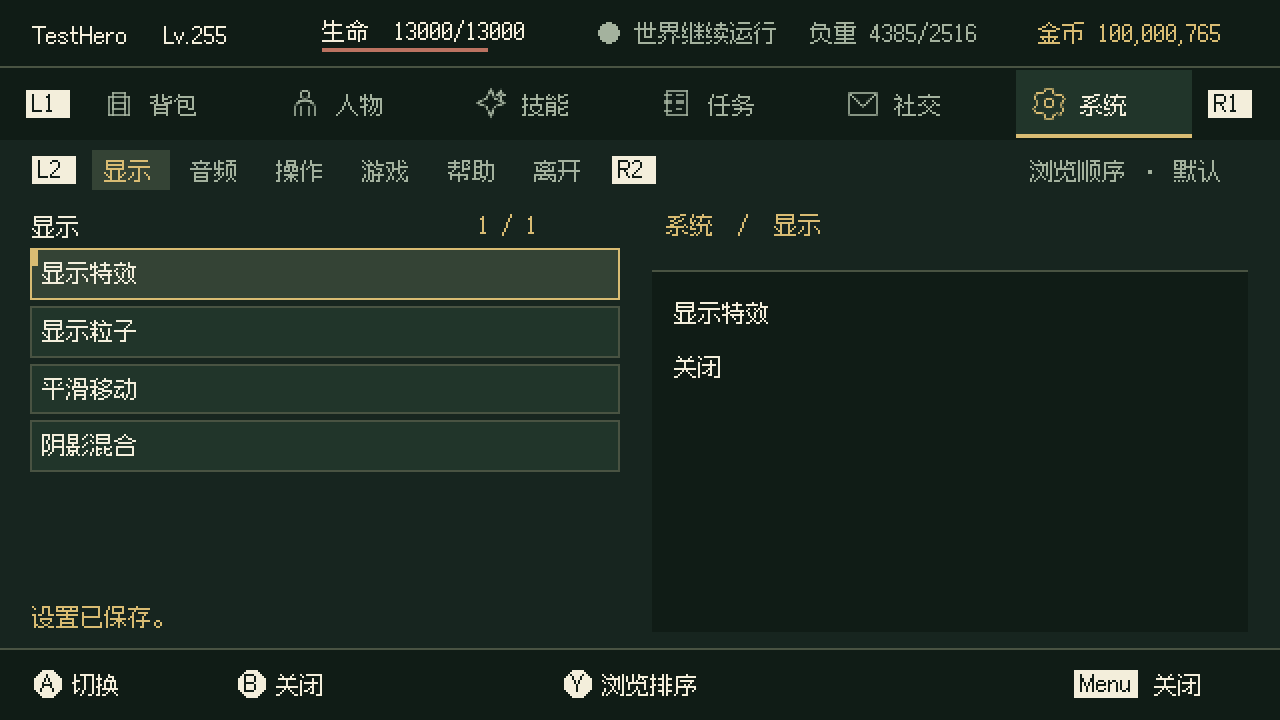 TestHero Lv.255 生命 13000/13000 世界继续运行 负重 4385/2516 金币 100,000,765
L1 背包 人物 技能 任务 社交 系统 R1
L2 显示 音频 操作 游戏 帮助 离开 R2 浏览顺序 · 默认
显示 1 / 1
系统 / 显示
显示特效
显示粒子
平滑移动
阴影混合
显示特效
关闭
设置已保存。
A 切换 B 关闭 Y 浏览排序 Menu 关闭